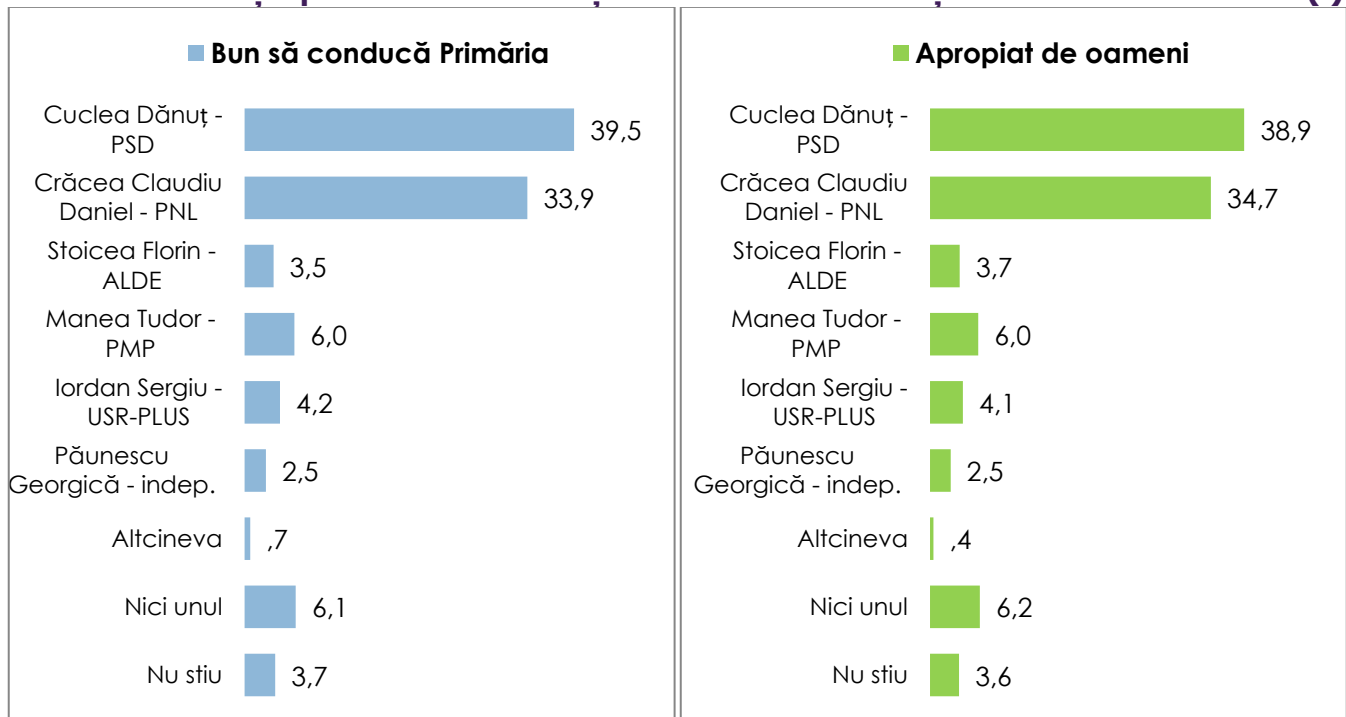 Bun să conducă Primăria
Cuclea Dănuț -
PSD
39,5
Crăcea Claudiu
Daniel - PNL
33,9
Stoicea Florin -
ALDE
3,5
Manea Tudor -
PMP
6,0
Iordan Sergiu -
USR-PLUS
4,2
Păunescu
Georgică - indep.
2,5
Altcineva
,7
Nici unul
6,1
Nu stiu
3,7
Apropiat de oameni
Cuclea Dănuț -
PSD
38,9
Crăcea Claudiu
Daniel - PNL
34,7
Stoicea Florin -
ALDE
3,7
Manea Tudor -
PMP
6,0
Iordan Sergiu -
USR-PLUS
4,1
Păunescu
Georgică - indep.
2,5
Altcineva
,4
Nici unul
6,2
Nu stiu
3,6